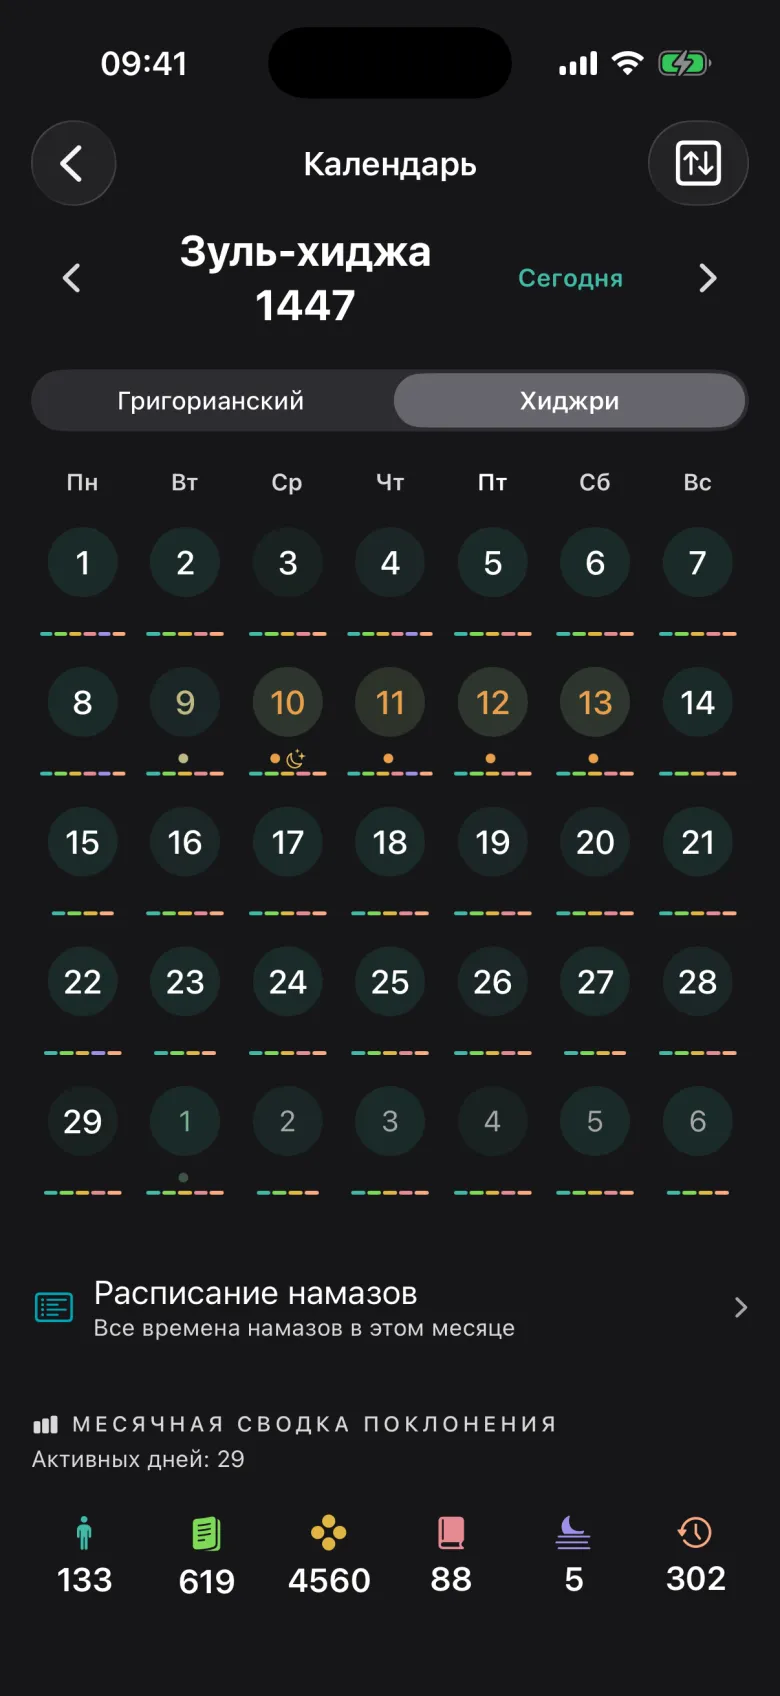 09:41
Календарь
Зуль-хиджа
1447
Сегодня
Григорианский Хиджри
Пн Вт Ср Чт Пт Сб Вс
1 2 3 4 5 6 7
8 9 10 11 12 13 14
15 16 17 18 19 20 21
22 23 24 25 26 27 28
29 1 2 3 4 5 6
Расписание намазов
Все времена намазов в этом месяце
МЕСЯЧНАЯ СВОДКА ПОКЛОНЕНИЯ
Активных дней: 29
133 619 4560 88 5 302